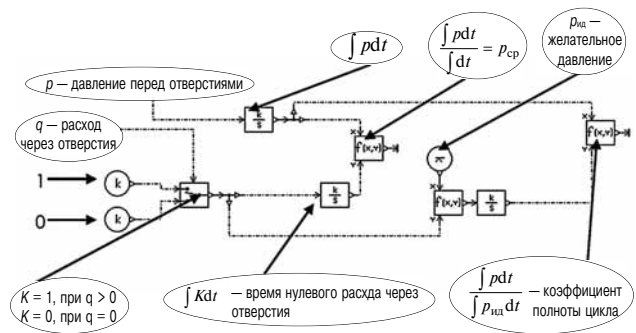 ∫ pdt
∫ pdt / ∫ dt = pср
pид —
желательное
давление
p — давление перед отверстиями
q — расход
через отверстия
k/s
X
Y
f(x,y)
X
Y
f(x,y)
1
k
0
k
k/s
X
Y
f(x,y)
k/s
K = 1, при q > 0
K = 0, при q = 0
∫ Kdt — время нулевого расхда через
отверстия
∫ pdt / ∫ pидdt — коэффициент
полноты цикла